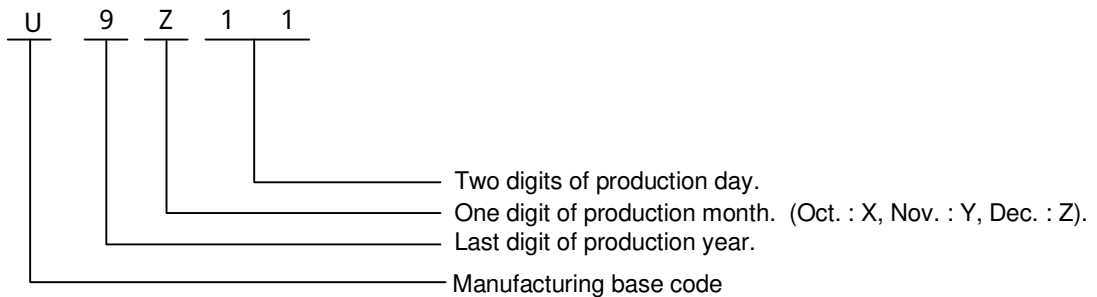 U 9 Z 1 1
Two digits of production day.
One digit of production month. (Oct. : X, Nov. : Y, Dec. : Z).
Last digit of production year.
Manufacturing base code